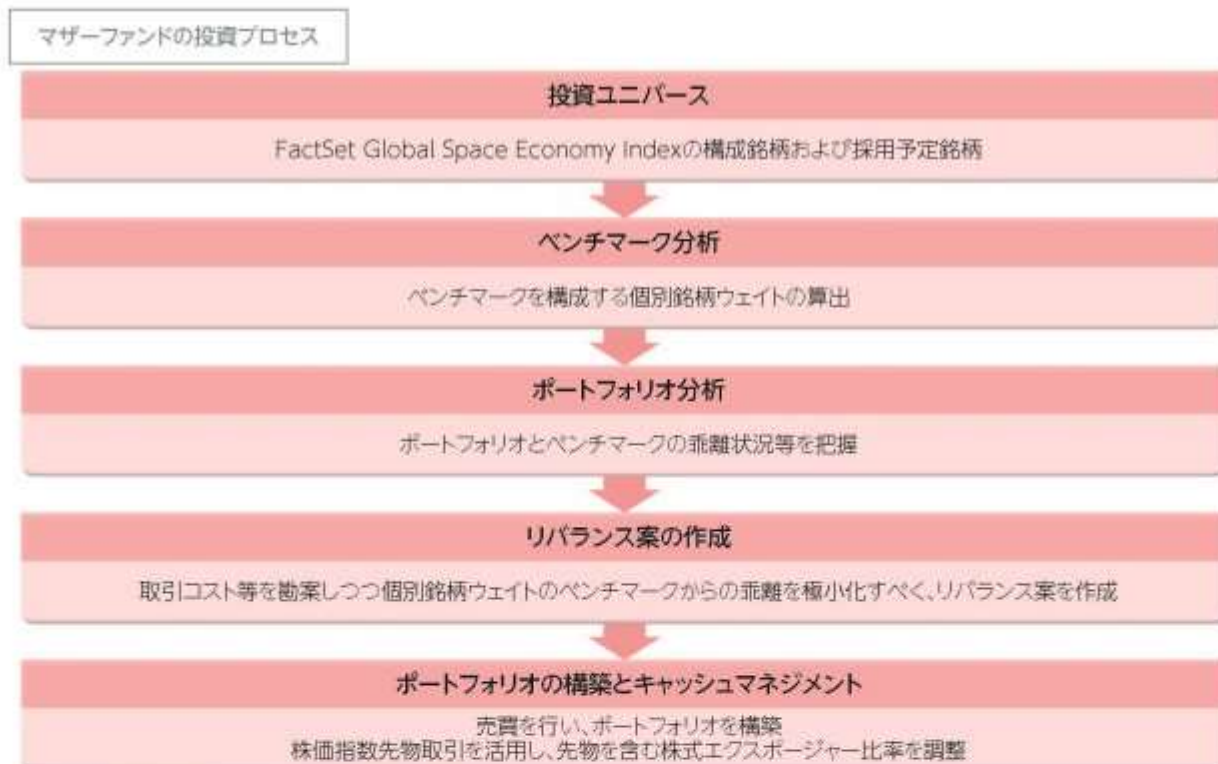 マザーファンドの投資プロセス
投資ユニバース
FactSet Global Space Economy Indexの構成銘柄および採用予定銘柄
ベンチマーク分析
ベンチマークを構成する個別銘柄ウェイトの算出
ポートフォリオ分析
ポートフォリオとベンチマークの乖離状況等を把握
リバランス案の作成
取引コスト等を勘案しつつ個別銘柄ウェイトのベンチマークからの乖離を極小化すべく、リバランス案を作成
ポートフォリオの構築とキャッシュマネジメント
売買を行い、ポートフォリオを構築
株価指数先物取引を活用し、先物を含む株式エクスポージャー比率を調整